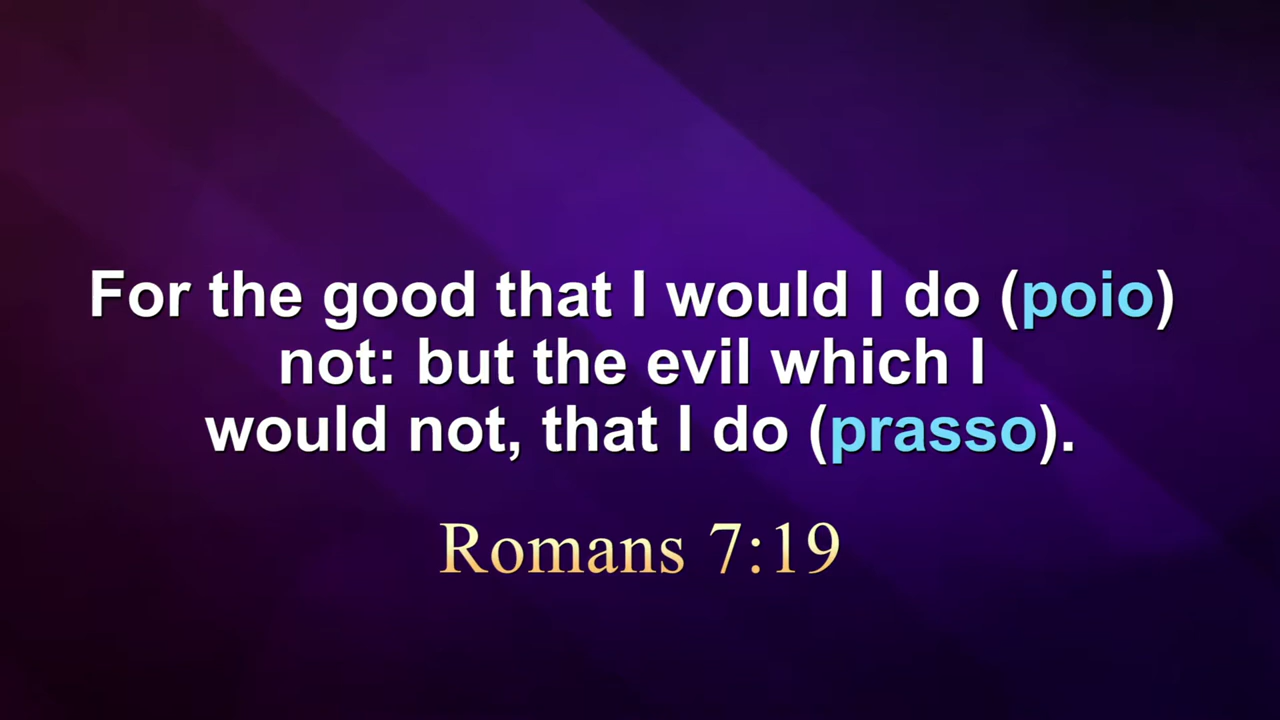 For the good that I would I do (poio)
not: but the evil which I
would not, that I do (prasso).
Romans 7:19